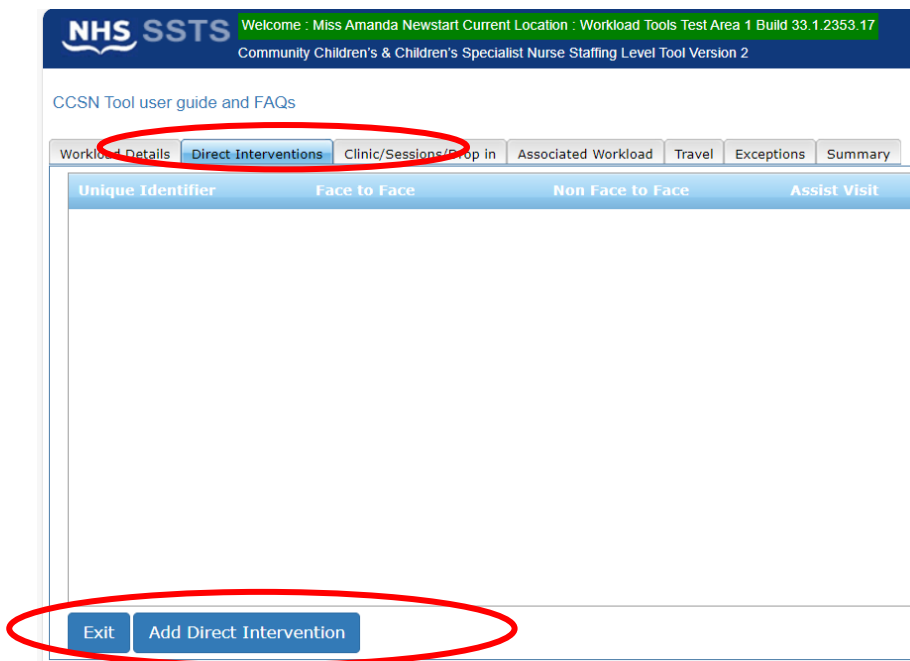 NHS SSTS Welcome : Miss Amanda Newstart Current Location : Workload Tools Test Area 1 Build 33.1.2353.17
Community Children's & Children's Specialist Nurse Staffing Level Tool Version 2
CCSN Tool user guide and FAQs
Workload Details Direct Interventions Clinic/Sessions/Drop in Associated Workload Travel Exceptions Summary
Unique Identifier Face to Face Non Face to Face Assist Visit
Exit Add Direct Intervention